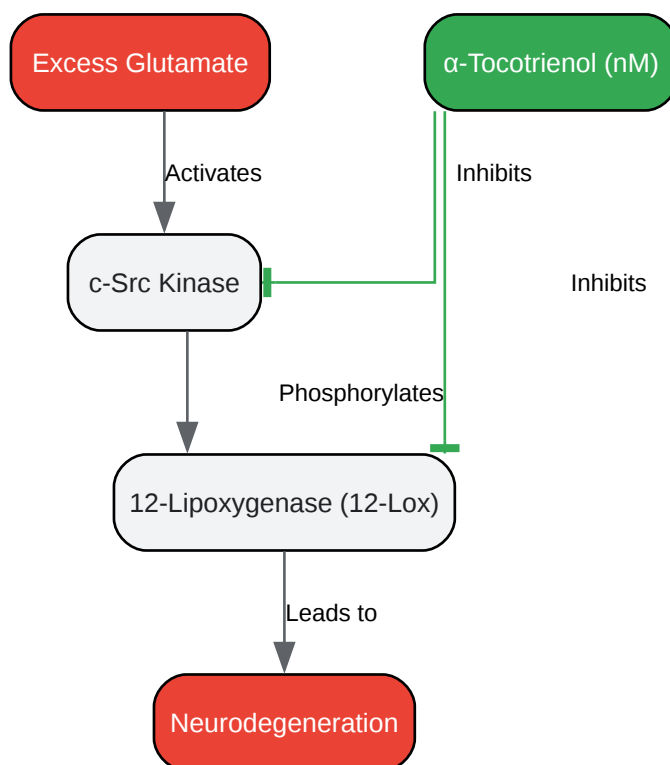 Excess Glutamate
α-Tocotrienol (nM)
Activates
Inhibits
c-Src Kinase
Inhibits
Phosphorylates
12-Lipoxygenase (12-Lox)
Leads to
Neurodegeneration